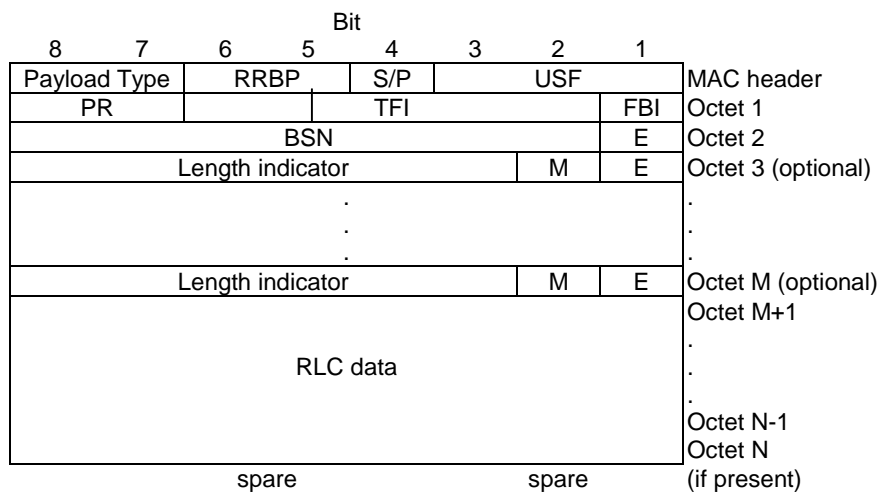 Bit
8 7 6 5 4 3 2 1
Payload Type RRBP S/P USF MAC header
PR TFI FBI Octet 1
BSN E Octet 2
Length indicator M E Octet 3 (optional)
. .
. .
. .
Length indicator M E Octet M (optional)
Octet M+1
.
RLC data .
.
Octet N-1
Octet N
spare spare (if present)